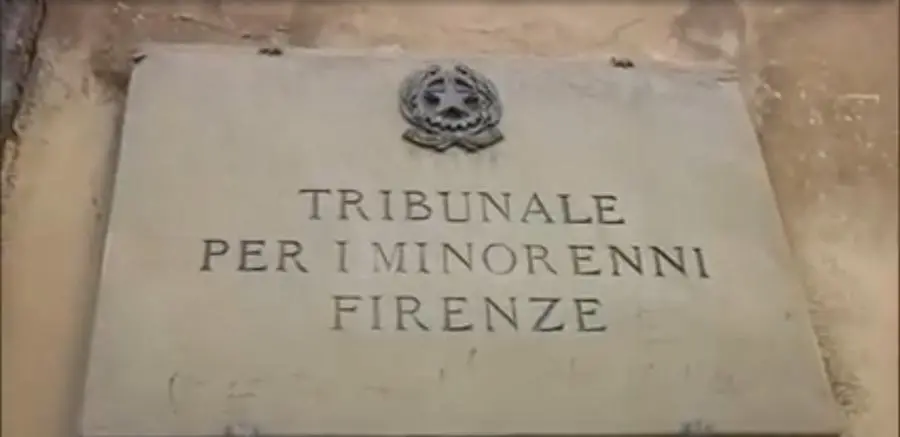 TRIBUNALE
PER I MINORENNI
FIRENZE